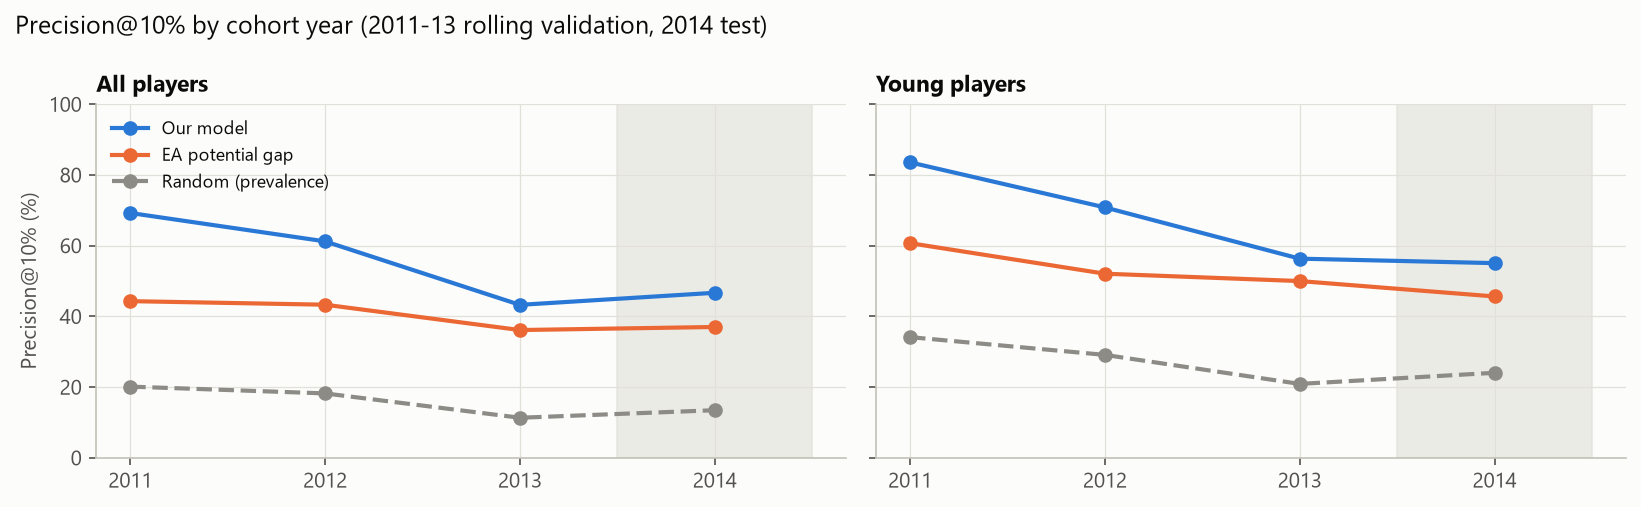 Precision@10% by cohort year (2011-13 rolling validation, 2014 test)
All players
Young players
Precision@10% (%)
100
80
60
40
20
0
Our model
EA potential gap
Random (prevalence)
2011 2012 2013 2014
2011 2012 2013 2014